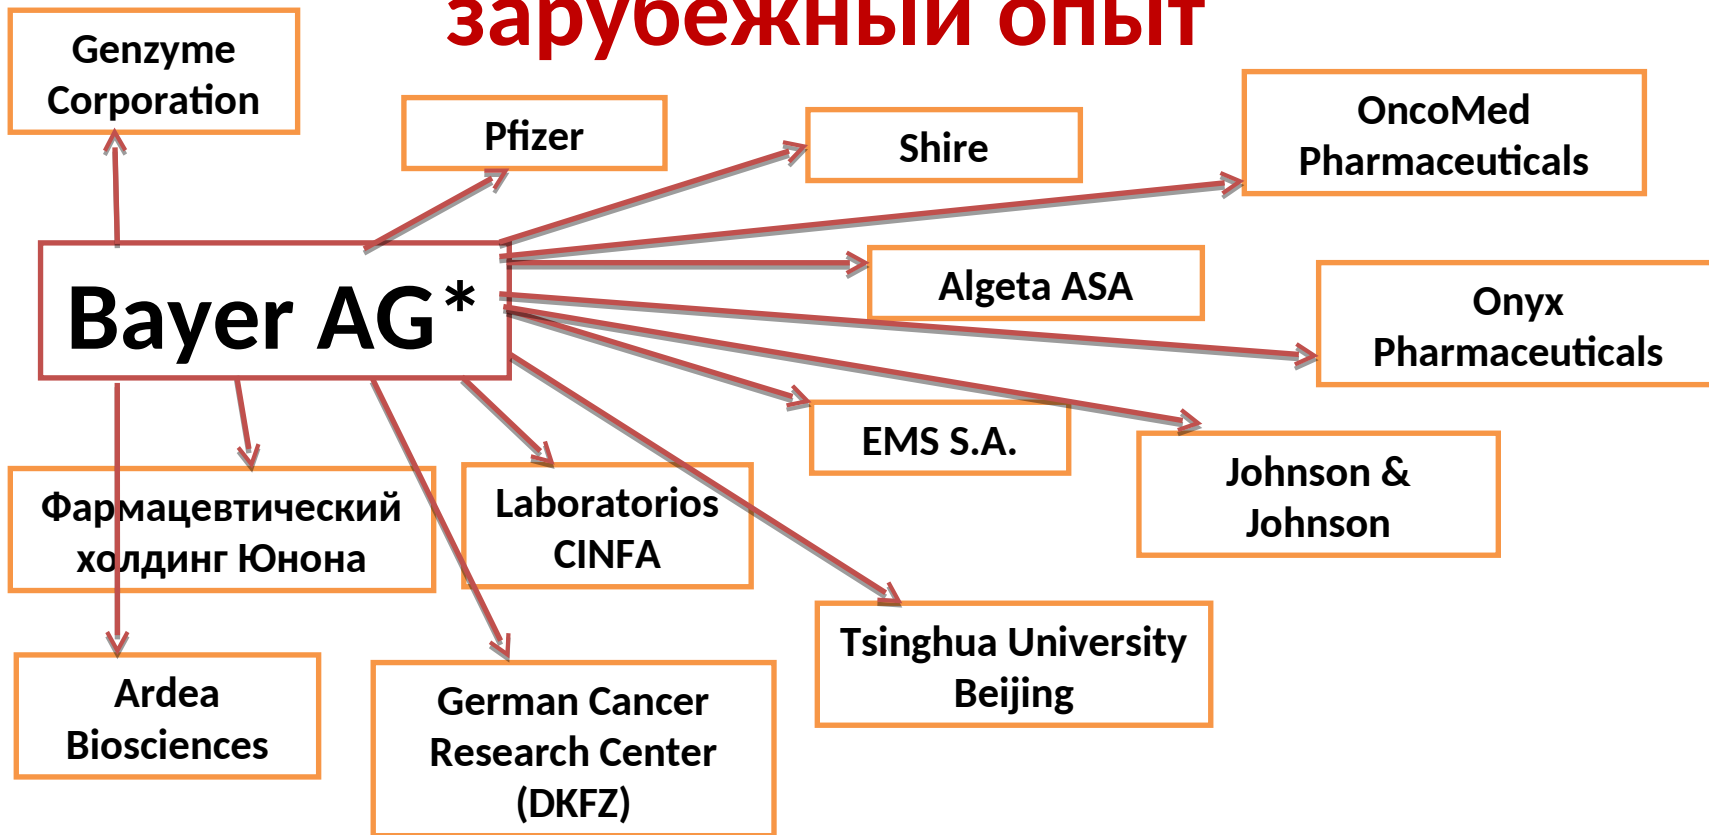 зарубежный опыт
Genzyme
Corporation
Pfizer
Shire
OncoMed
Pharmaceuticals
Bayer AG*
Algeta ASA
Onyx
Pharmaceuticals
EMS S.A.
Johnson &
Johnson
Фармацевтический
холдинг Юнона
Laboratorios
CINFA
Tsinghua University
Beijing
Ardea
Biosciences
German Cancer
Research Center
(DKFZ)